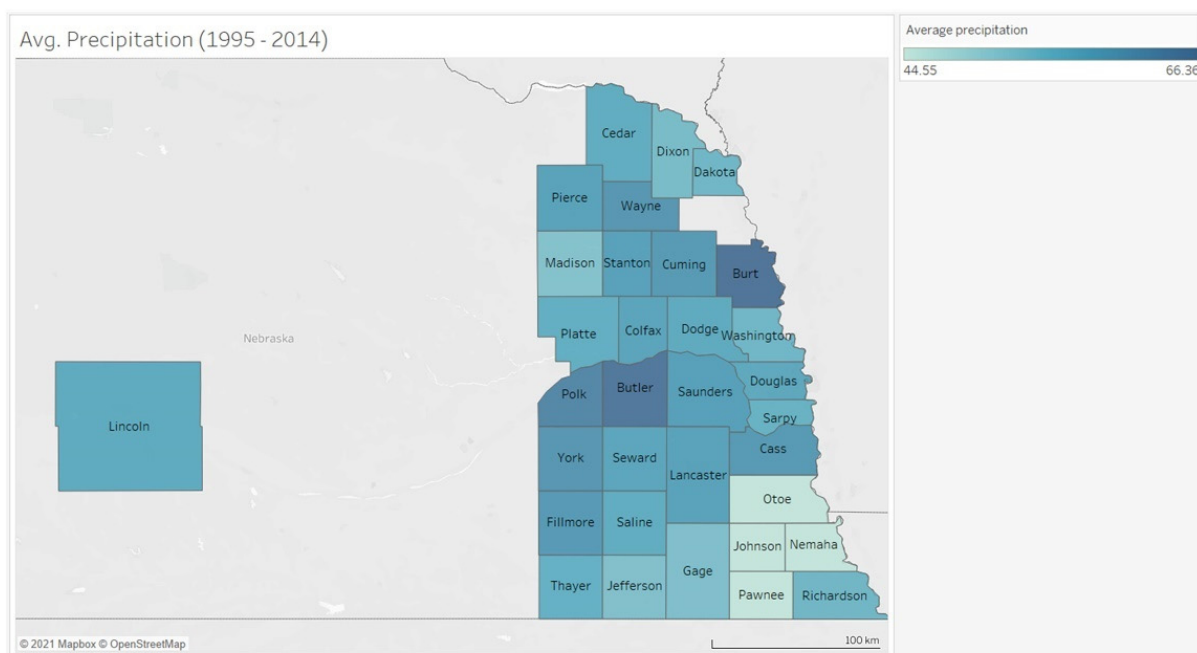 Avg. Precipitation (1995 - 2014)
Average precipitation
44.55 66.36
Cedar
Dixon
Dakota
Pierce
Wayne
Madison
Stanton
Cuming
Burt
Nebraska
Platte
Colfax
Dodge
Washington
Polk
Butler
Saunders
Douglas
Sarpy
Lincoln
York
Seward
Lancaster
Cass
Otoe
Fillmore
Saline
Johnson
Nemaha
Thayer
Jefferson
Gage
Pawnee
Richardson
© 2021 Mapbox © OpenStreetMap
100 km